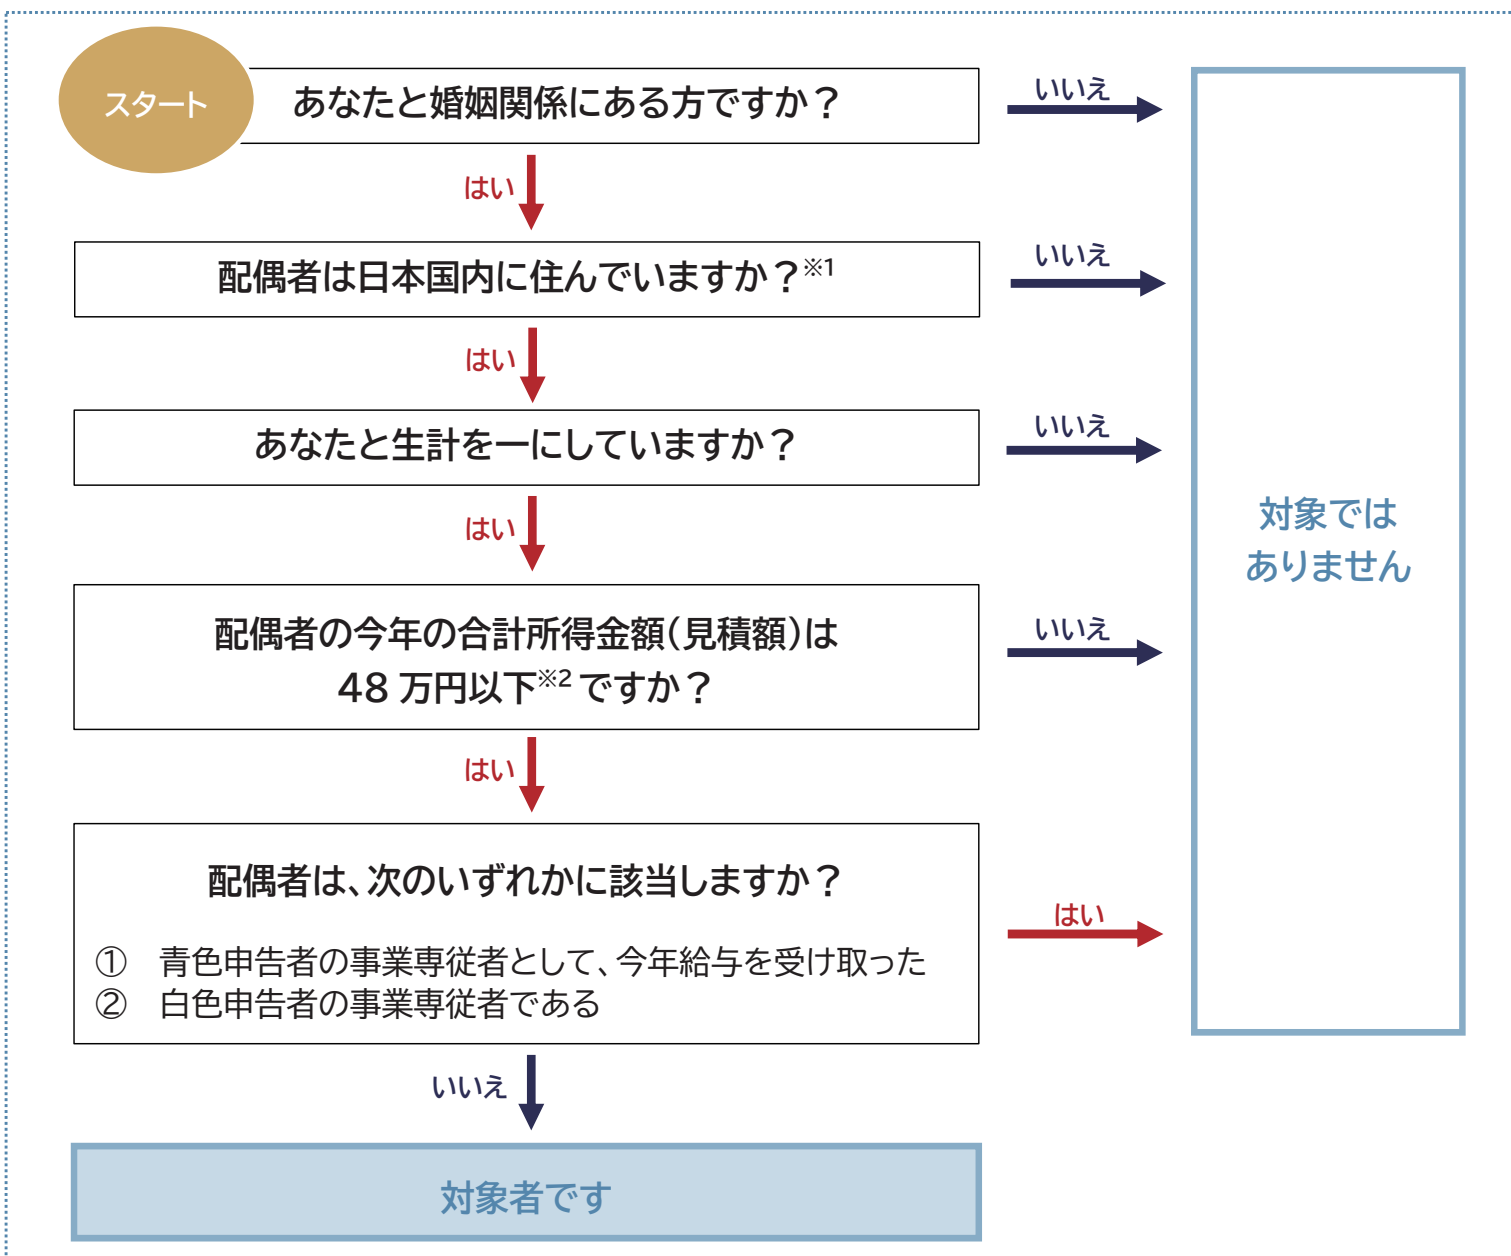 スタート
あなたと婚姻関係にある方ですか？
いいえ
はい
配偶者は日本国内に住んでいますか？※1
いいえ
はい
あなたと生計を一にしていますか？
いいえ
はい
配偶者の今年の合計所得金額（見積額）は
48 万円以下※2 ですか？
いいえ
はい
配偶者は、次のいずれかに該当しますか？
① 青色申告者の事業専従者として、今年給与を受け取った
② 白色申告者の事業専従者である
はい
いいえ
対象者です
対象では
ありません